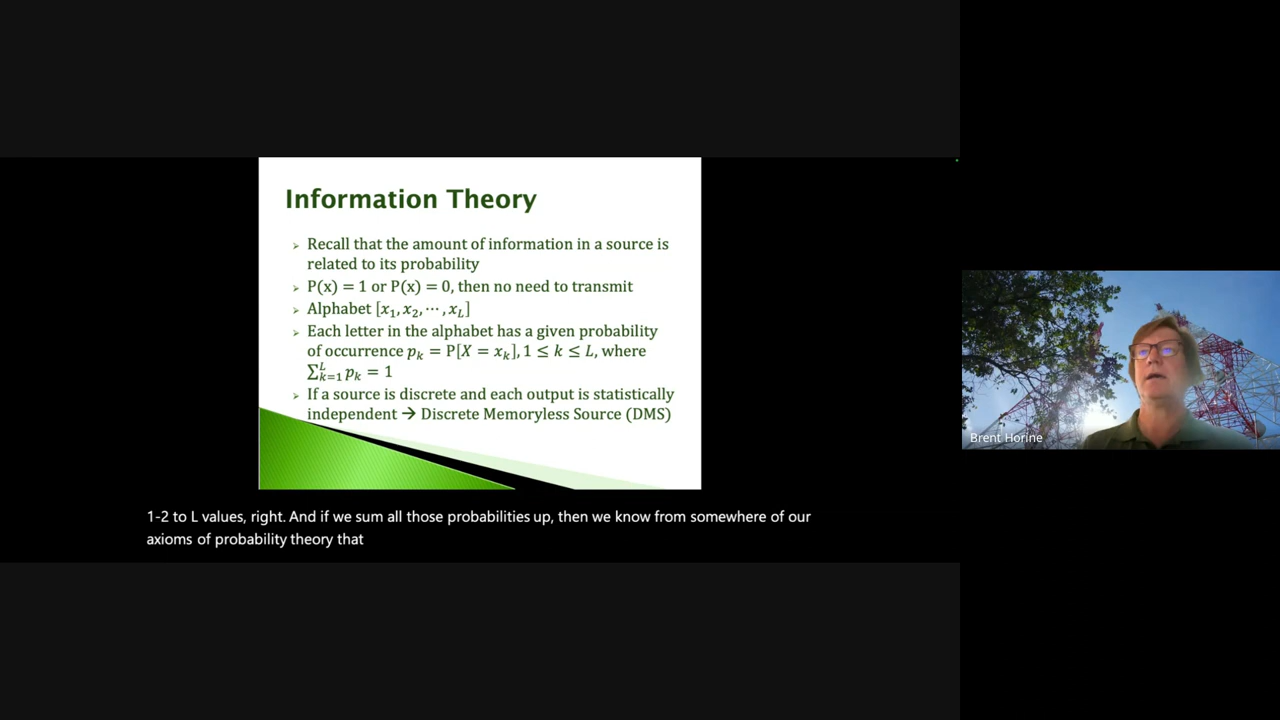 Information Theory
➢ Recall that the amount of information in a source is
related to its probability
➢ P(x) = 1 or P(x) = 0, then no need to transmit
➢ Alphabet [x₁, x₂, ⋯, x_L]
➢ Each letter in the alphabet has a given probability
of occurrence p_k = P[X = x_k], 1 ≤ k ≤ L, where
∑_{k=1}^{L} p_k = 1
➢ If a source is discrete and each output is statistically
independent → Discrete Memoryless Source (DMS)
Brent Horine
1-2 to L values, right. And if we sum all those probabilities up, then we know from somewhere of our
axioms of probability theory that